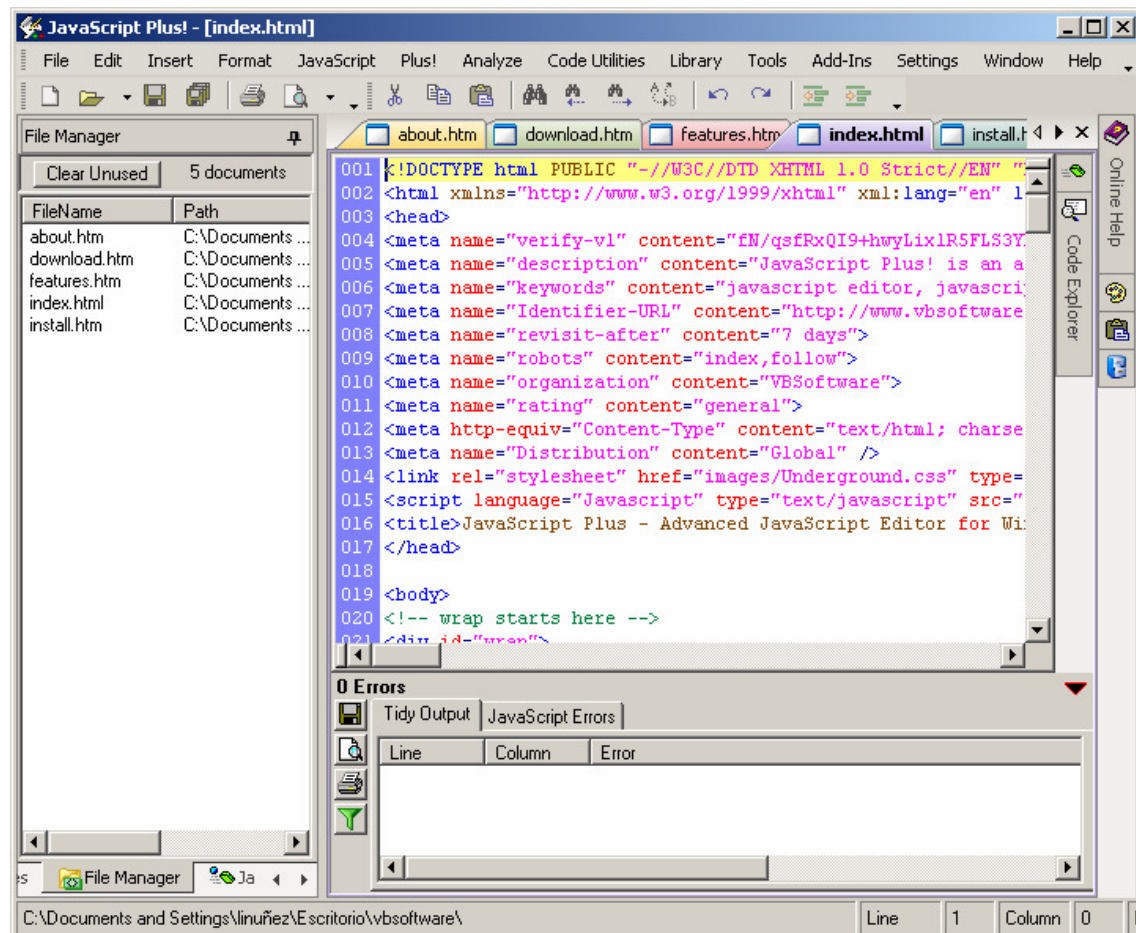 JavaScript Plus! - [index.html]
File Edit Insert Format JavaScript Plus! Analyze Code Utilities Library Tools Add-Ins Settings Window Help
File Manager
Clear Unused 5 documents
FileName Path
about.htm C:\Documents ...
download.htm C:\Documents ...
features.htm C:\Documents ...
index.html C:\Documents ...
install.htm C:\Documents ...
about.htm download.htm features.htm index.html install.h
001 <!DOCTYPE html PUBLIC "-//W3C//DTD XHTML 1.0 Strict//EN" "
002 <html xmlns="http://www.w3.org/1999/xhtml" xml:lang="en" l
003 <head>
004 <meta name="verify-v1" content="fN/qsfRxQI9+hwyLix1R5FLS3Y
005 <meta name="description" content="JavaScript Plus! is an a
006 <meta name="keywords" content="javascript editor, javascri
007 <meta name="Identifier-URL" content="http://www.vbsoftware
008 <meta name="revisit-after" content="7 days">
009 <meta name="robots" content="index,follow">
010 <meta name="organization" content="VBSoftware">
011 <meta name="rating" content="general">
012 <meta http-equiv="Content-Type" content="text/html; charse
013 <meta name="Distribution" content="Global" />
014 <link rel="stylesheet" href="images/Underground.css" type=
015 <script language="Javascript" type="text/javascript" src="
016 <title>JavaScript Plus - Advanced JavaScript Editor for Wi
017 </head>
018
019 <body>
020 <!-- wrap starts here -->
021 <div id="wrap">
Code Explorer
Online Help
0 Errors
Tidy Output JavaScript Errors
Line Column Error
es File Manager Ja
C:\Documents and Settings\linuñez\Escritorio\vbsoftware\ Line 1 Column 0